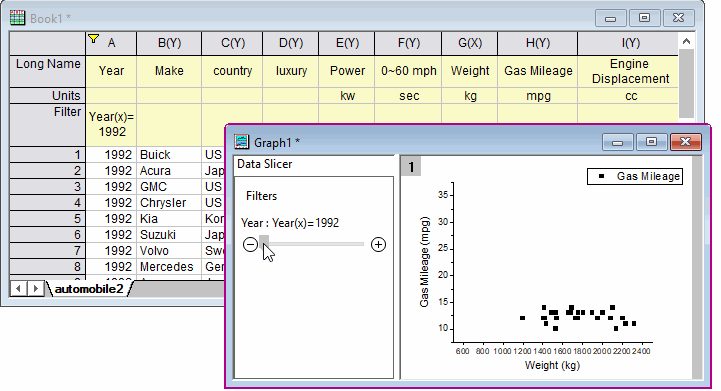 Book1 *
A B(Y) C(Y) D(Y) E(Y) F(Y) G(X) H(Y) I(Y)
Long Name Year Make country luxury Power 0~60 mph Weight Gas Mileage Engine Displacement
Units kw sec kg mpg cc
Filter Year(x)= 1992
1 1992 Buick US
2 1992 Acura Jap
3 1992 GMC US
4 1992 Chrysler US
5 1992 Kia Kor
6 1992 Suzuki Jap
7 1992 Volvo Swe
8 1992 Mercedes Ger
automobile2
Graph1 *
Data Slicer
Filters
Year : Year(x)=1992
1
Gas Mileage
Gas Mileage (mpg)
35
30
25
20
15
10
600 800 1000 1200 1400 1600 1800 2000 2200 2400
Weight (kg)